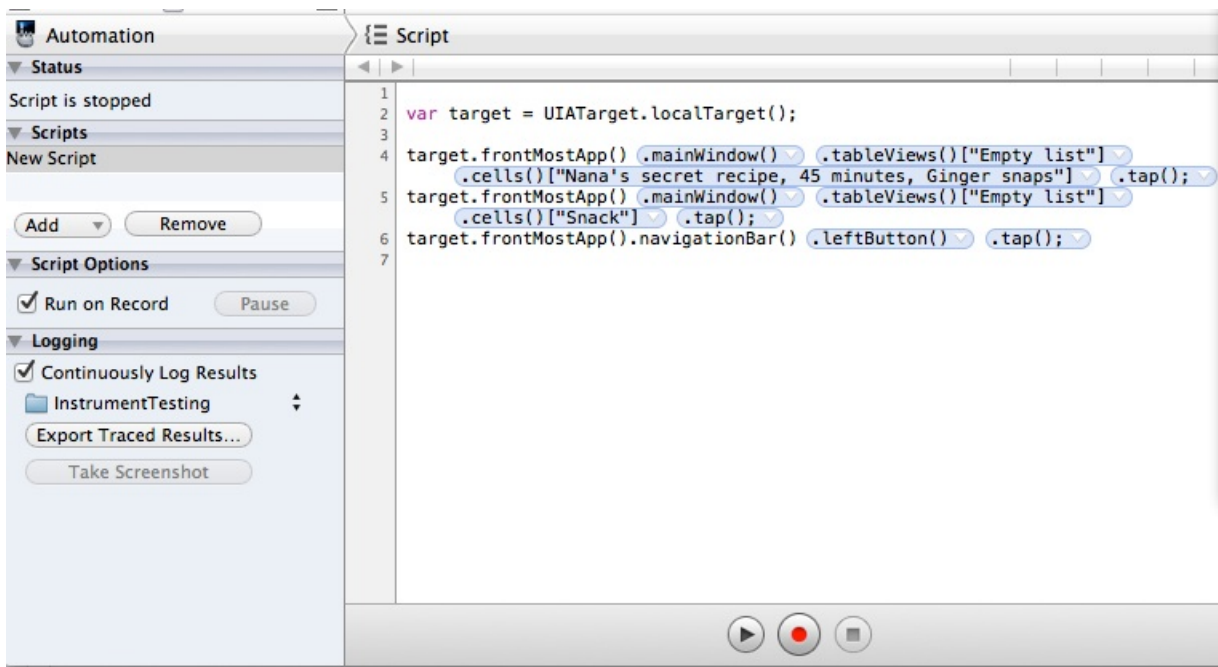 Automation
Script
Status
Script is stopped
Scripts
New Script
Add
Remove
Script Options
Run on Record
Pause
Logging
Continuously Log Results
InstrumentTesting
Export Traced Results...
Take Screenshot
1
2 var target = UIATarget.localTarget();
3
4 target.frontMostApp() .mainWindow() .tableViews()["Empty list"]
.cells()["Nana's secret recipe, 45 minutes, Ginger snaps"] .tap();
5 target.frontMostApp() .mainWindow() .tableViews()["Empty list"]
.cells()["Snack"] .tap();
6 target.frontMostApp().navigationBar() .leftButton() .tap();
7